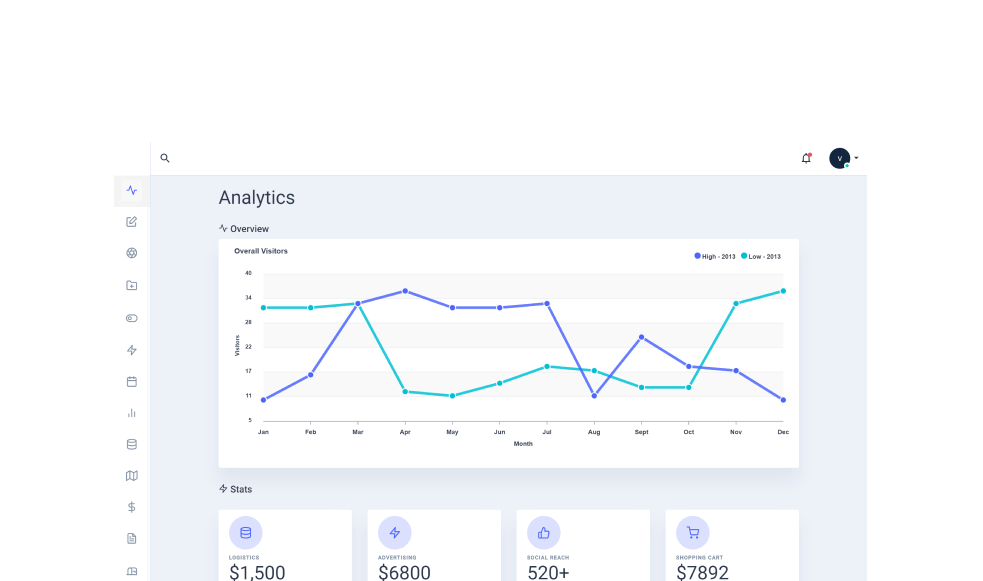 V
Analytics
Overview
Overall Visitors
High - 2013 Low - 2013
40
34
28
22
17
11
5
Visitors
Jan Feb Mar Apr May Jun Jul Aug Sept Oct Nov Dec
Month
Stats
LOGISTICS ADVERTISING SOCIAL REACH SHOPPING CART
$1,500 $6800 520+ $7892